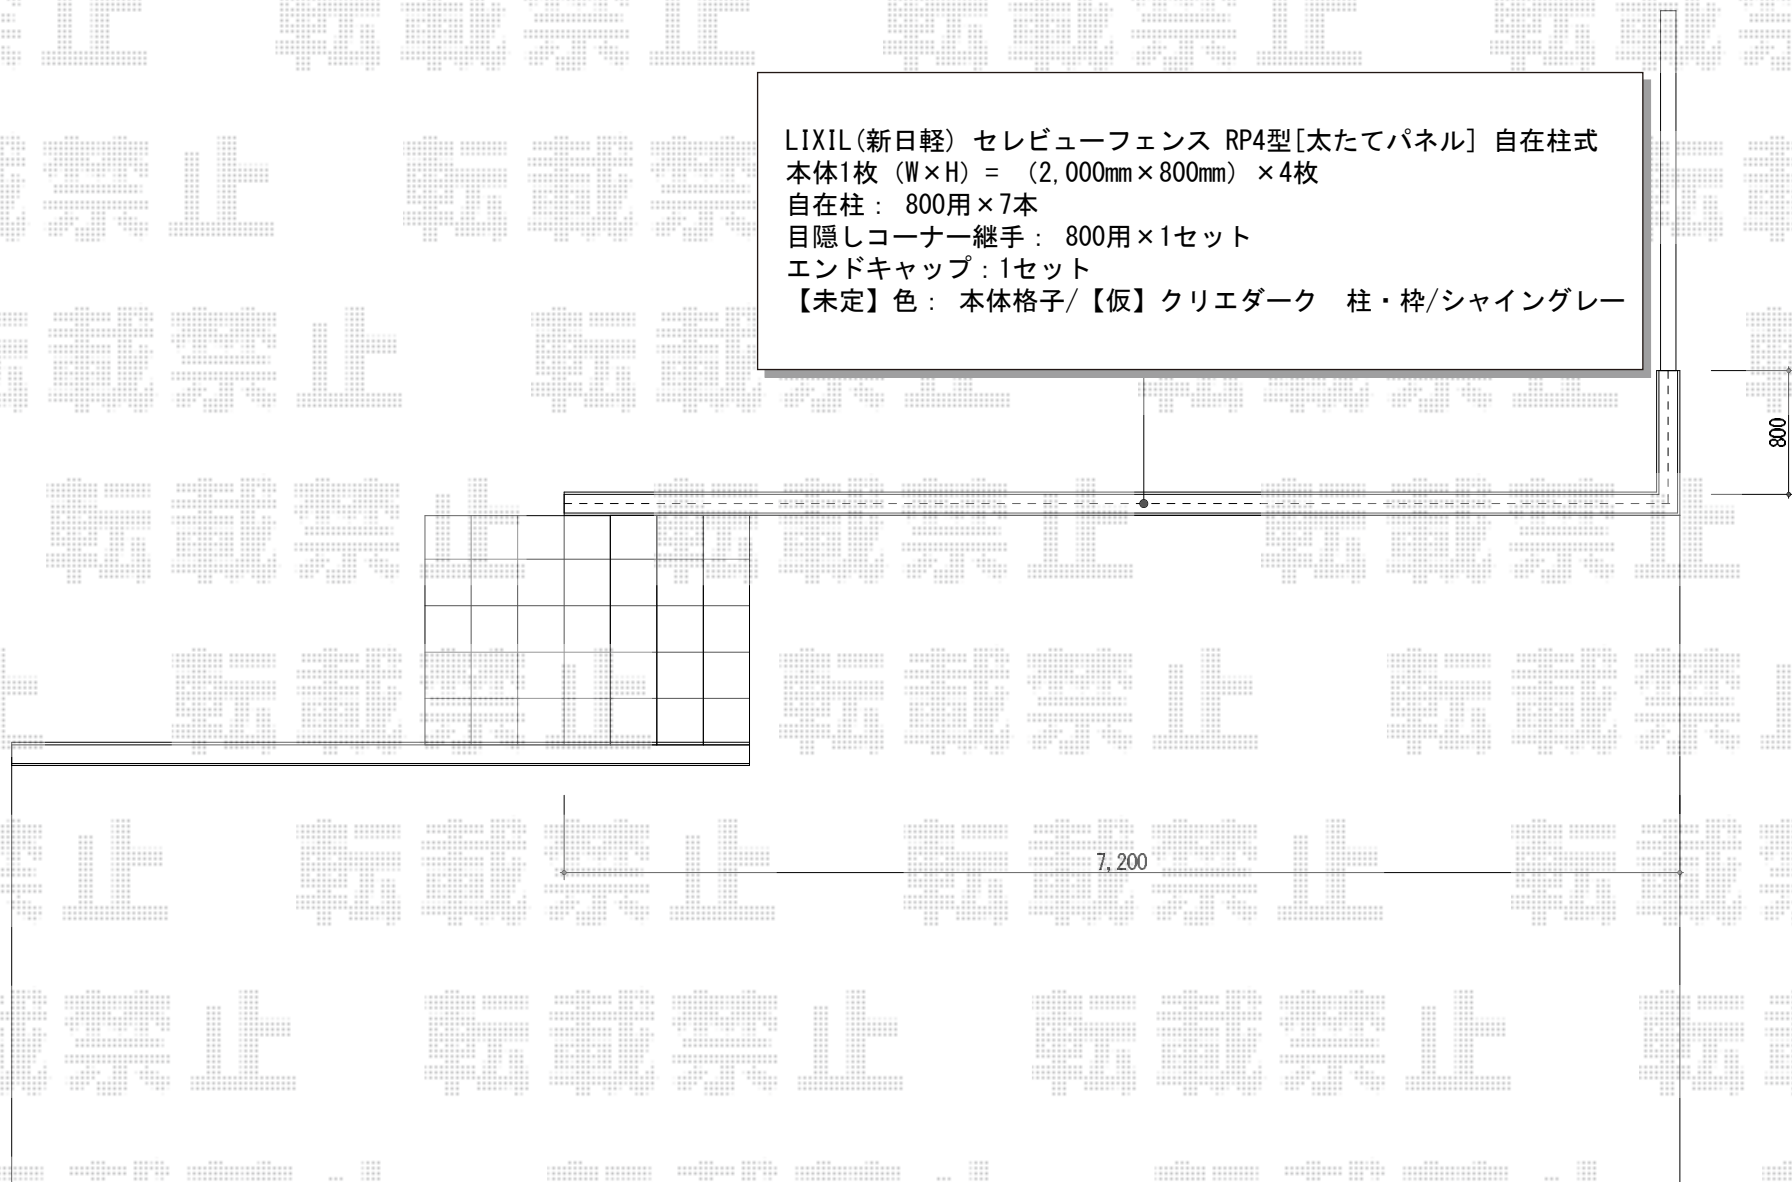 LIXIL(新日軽) セレビューフェンス RP4型[太たてパネル] 自在柱式
本体1枚 (W×H) = (2,000mm×800mm) ×4枚
自在柱: 800用×7本
目隠しコーナー継手: 800用×1セット
エンドキャップ:1セット
【未定】色: 本体格子/【仮】クリエダーク 柱・枠/シャイングレー
800
7,200
転載禁止